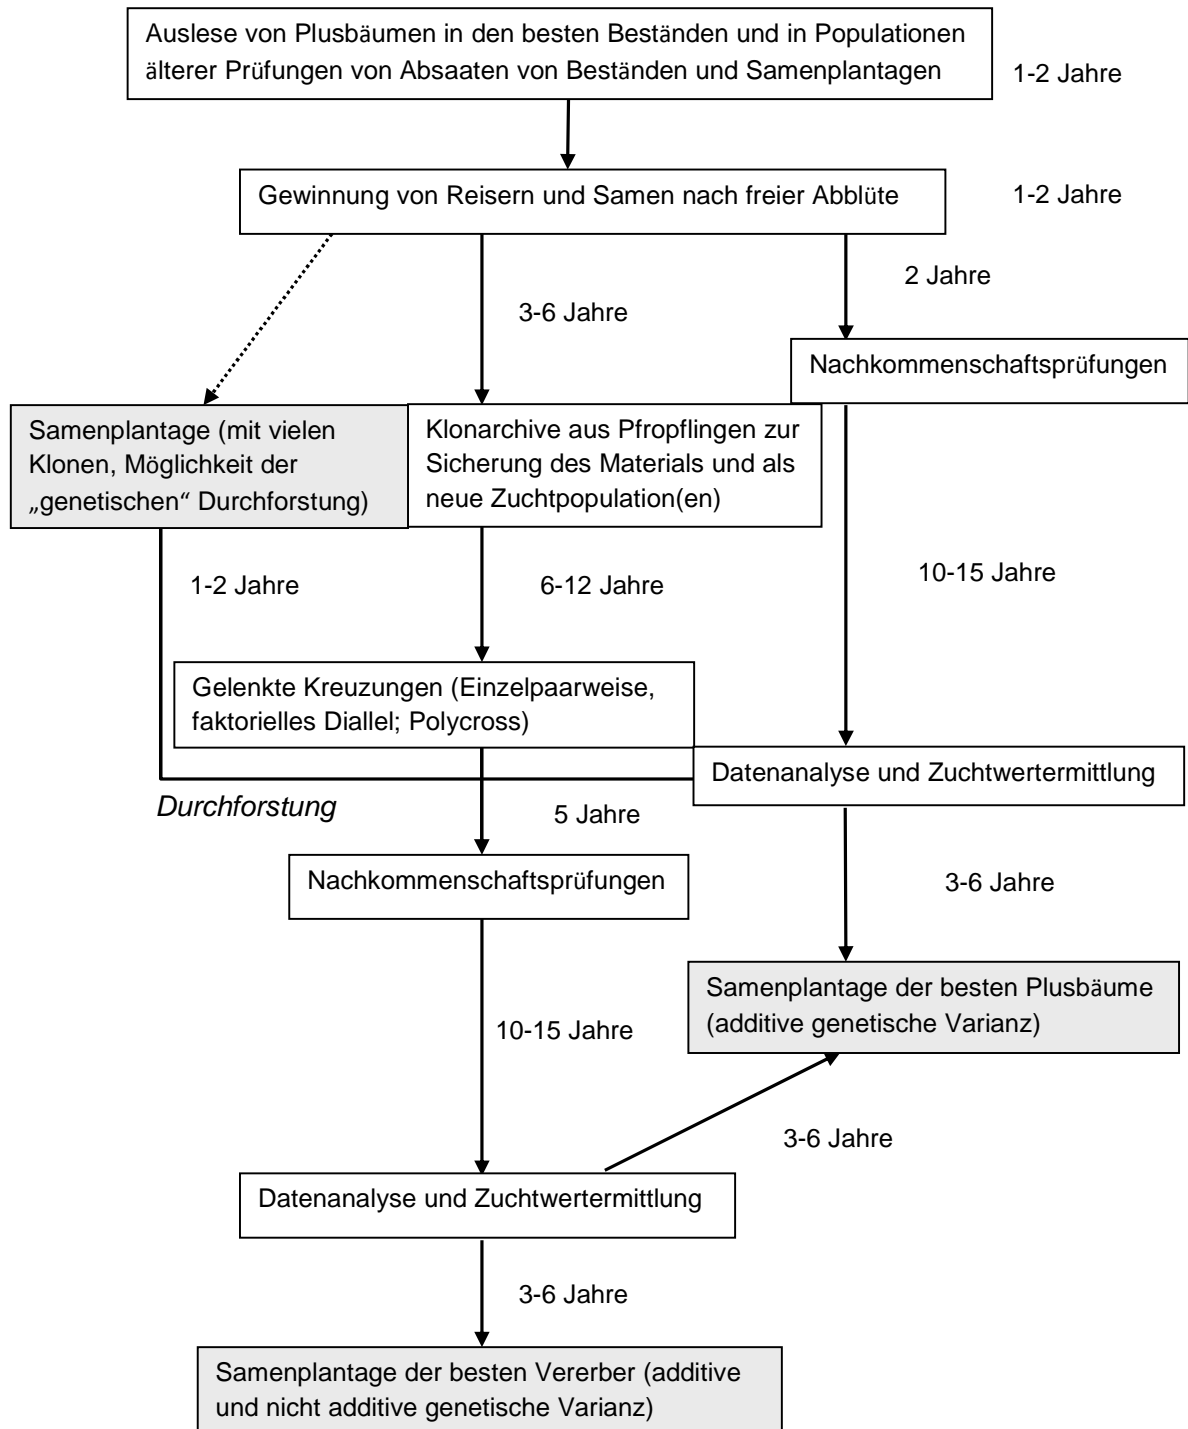 Auslese von Plusbäumen in den besten Beständen und in Populationen
älterer Prüfungen von Absaaten von Beständen und Samenplantagen
1-2 Jahre
Gewinnung von Reisern und Samen nach freier Abblüte
1-2 Jahre
2 Jahre
3-6 Jahre
Nachkommenschaftsprüfungen
Samenplantage (mit vielen
Klonen, Möglichkeit der
„genetischen“ Durchforstung)
Klonarchive aus Pfropflingen zur
Sicherung des Materials und als
neue Zuchtpopulation(en)
1-2 Jahre
6-12 Jahre
10-15 Jahre
Gelenkte Kreuzungen (Einzelpaarweise,
faktorielles Diallel; Polycross)
Datenanalyse und Zuchtwertermittlung
Durchforstung
5 Jahre
Nachkommenschaftsprüfungen
3-6 Jahre
Samenplantage der besten Plusbäume
(additive genetische Varianz)
10-15 Jahre
3-6 Jahre
Datenanalyse und Zuchtwertermittlung
3-6 Jahre
Samenplantage der besten Vererber (additive
und nicht additive genetische Varianz)